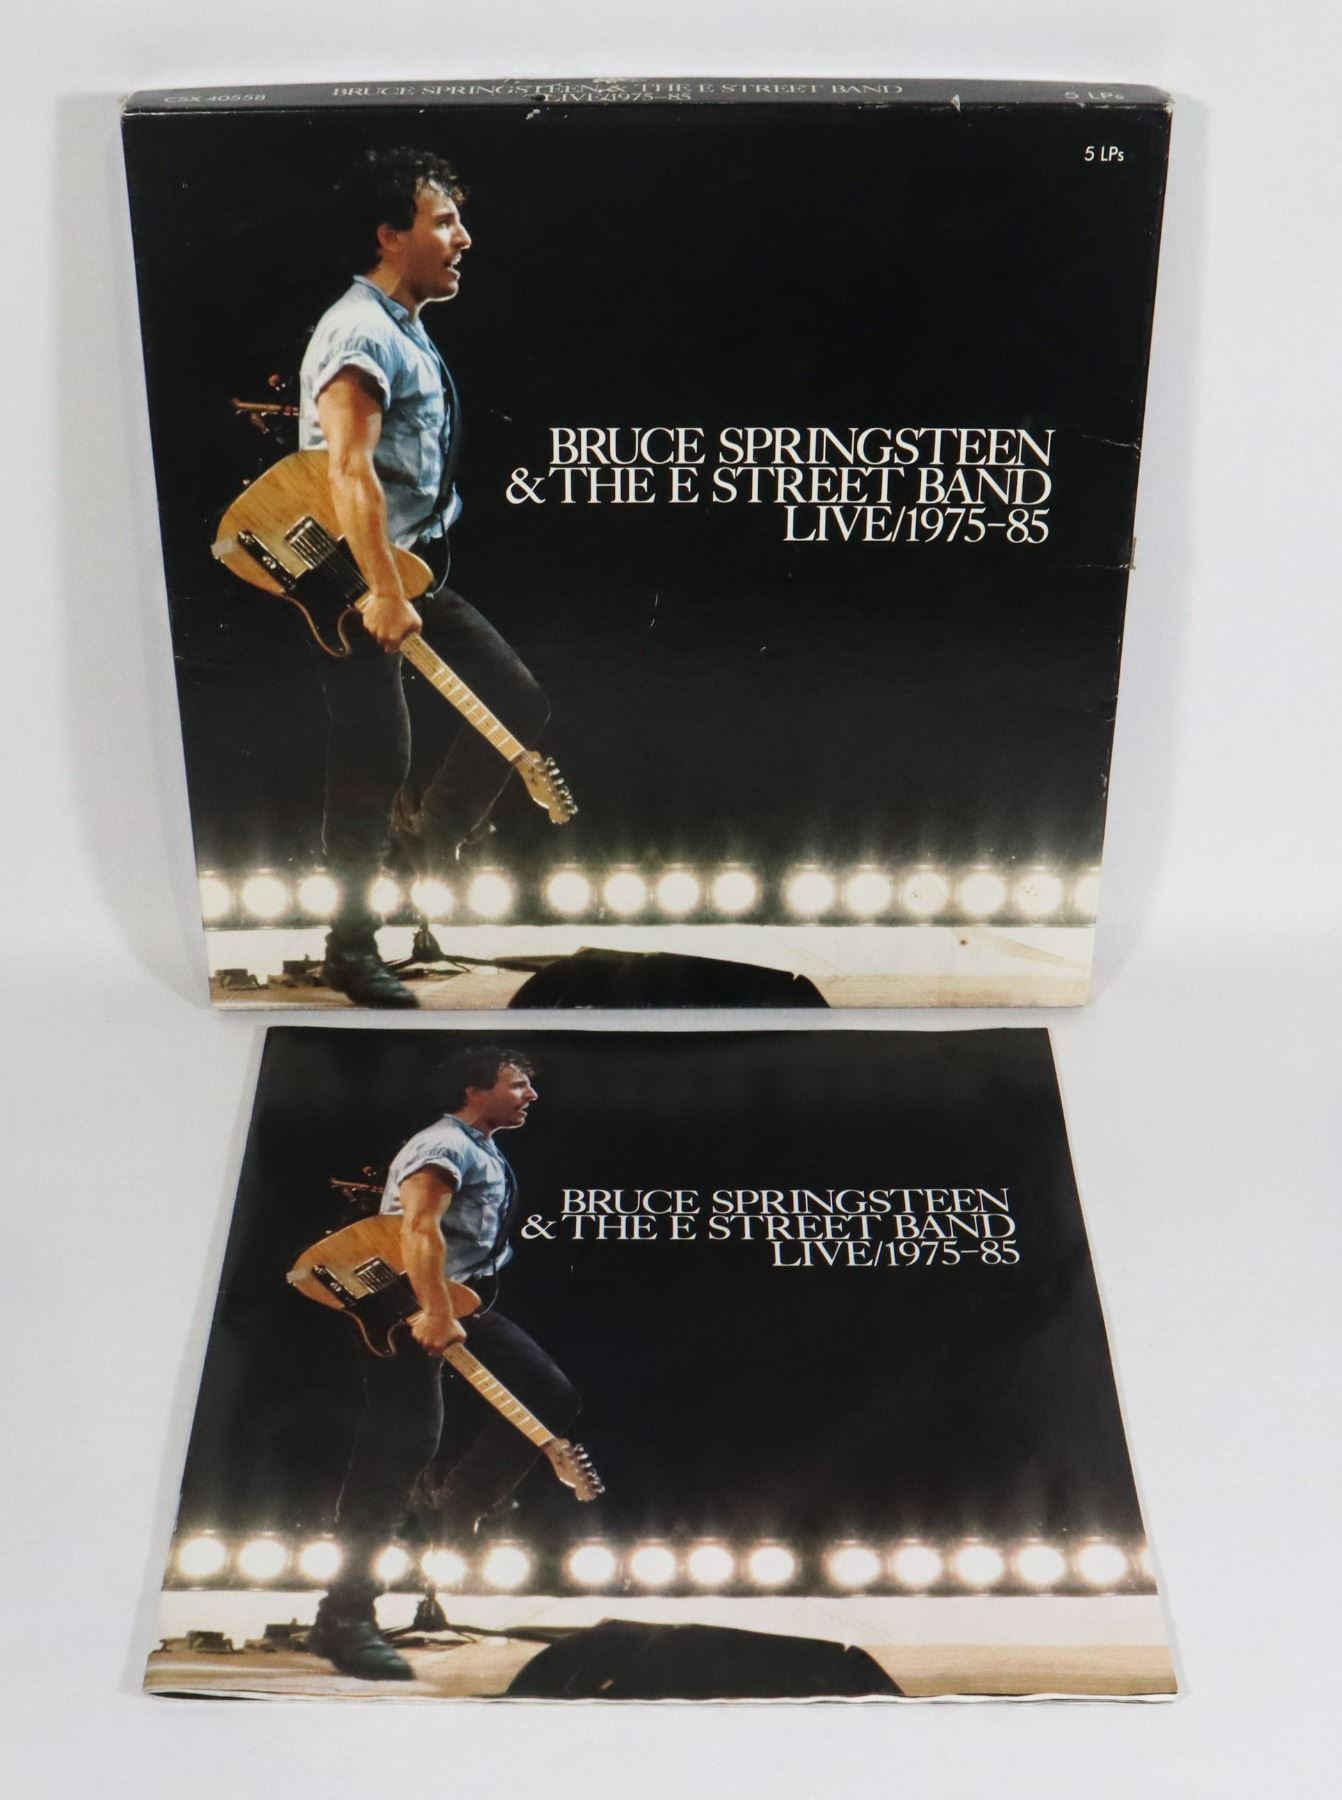 C5X 40558
BRUCE SPRINGSTEEN & THE E STREET BAND
LIVE/1975-85
5 LPs
5 LPs
BRUCE SPRINGSTEEN
& THE E STREET BAND
LIVE/1975-85
BRUCE SPRINGSTEEN
& THE E STREET BAND
LIVE/1975-85